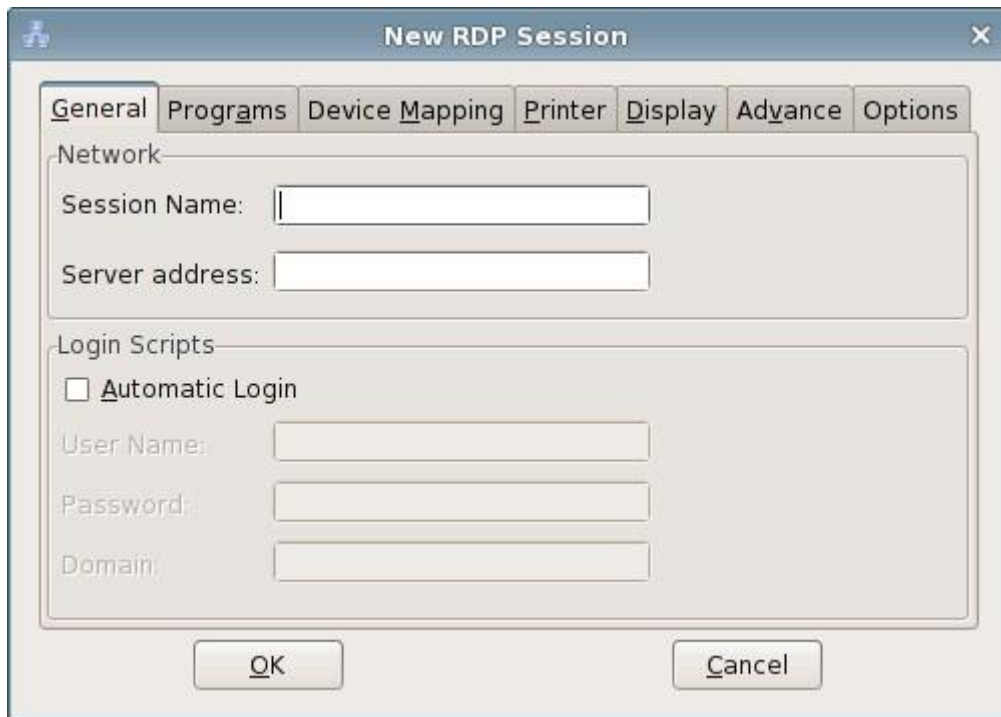 New RDP Session
General Programs Device Mapping Printer Display Advance Options
Network
Session Name:
Server address:
Login Scripts
Automatic Login
User Name:
Password:
Domain:
OK Cancel